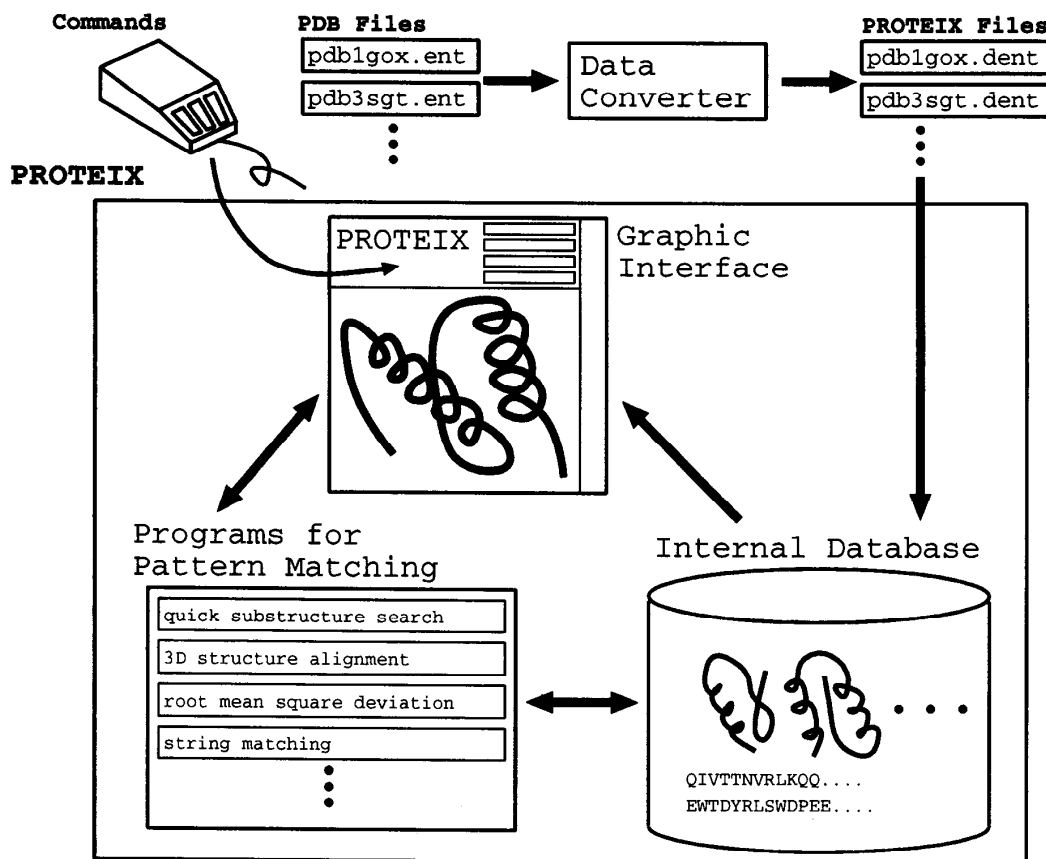 Commands
PDB Files
pdb1gox.ent
pdb3sgt.ent
Data
Converter
PROTEIX Files
pdb1gox.dent
pdb3sgt.dent
PROTEIX
PROTEIX
Graphic
Interface
Programs for
Pattern Matching
quick substructure search
3D structure alignment
root mean square deviation
string matching
Internal Database
QIVTTNVRLKQQ....
EWTDYRLSWDPEE....